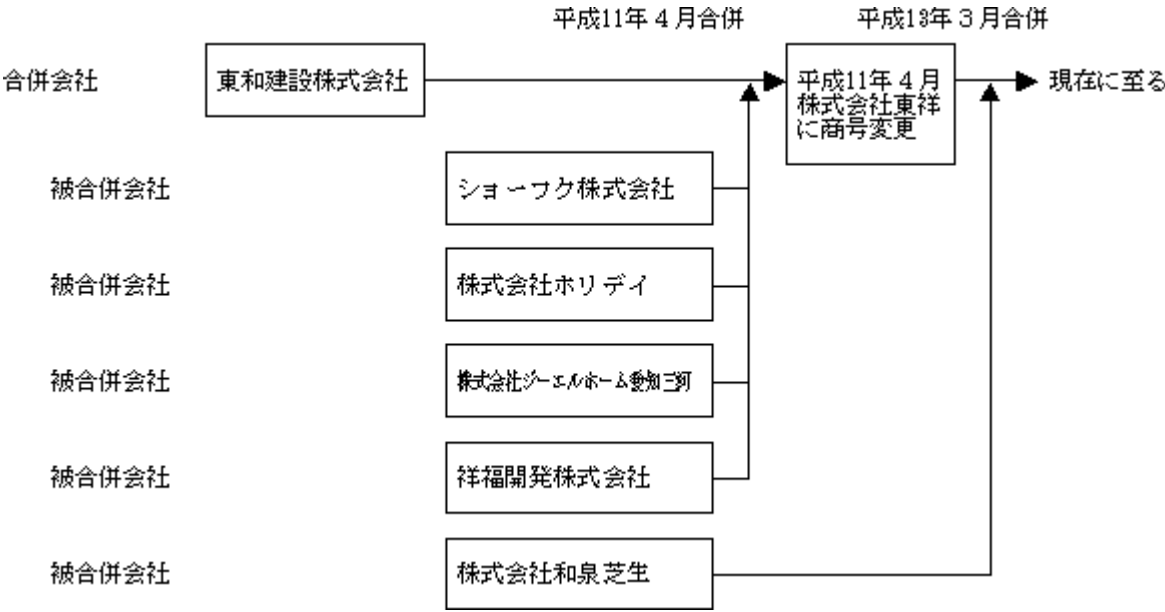 平成11年４月合併
平成13年３月合併
合併会社
東和建設株式会社
平成11年４月
株式会社東祥
に商号変更
現在に至る
被合併会社
ショーフク株式会社
被合併会社
株式会社ホリデイ
被合併会社
株式会社ジーエルホーム愛知三河
被合併会社
祥福開発株式会社
被合併会社
株式会社和泉芝生